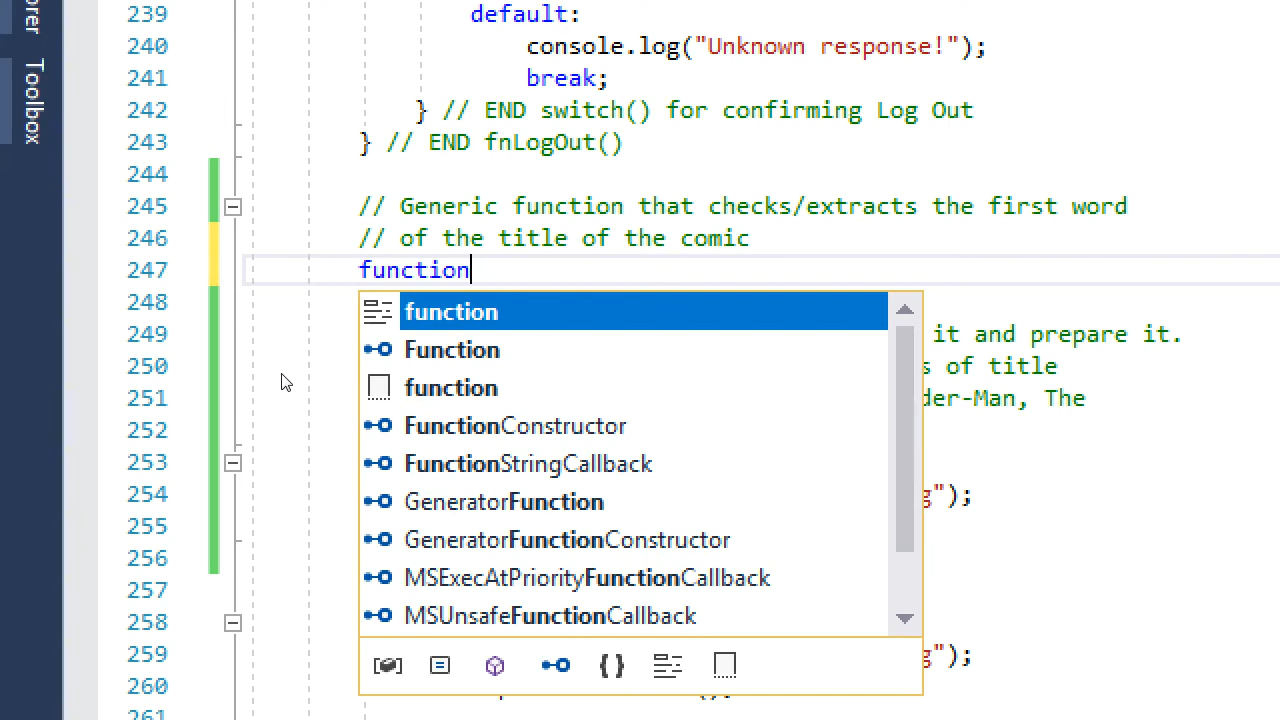 rer
Toolbox
239 default:
240 console.log("Unknown response!");
241 break;
242 } // END switch() for confirming Log Out
243 } // END fnLogOut()
244
245 // Generic function that checks/extracts the first word
246 // of the title of the comic
247 function
248
249 it and prepare it.
250 s of title
251 der-Man, The
252
253
254 g");
255
256
257
258
259 g");
260 ();
261
function
Function
function
FunctionConstructor
FunctionStringCallback
GeneratorFunction
GeneratorFunctionConstructor
MSExecAtPriorityFunctionCallback
MSUnsafeFunctionCallback